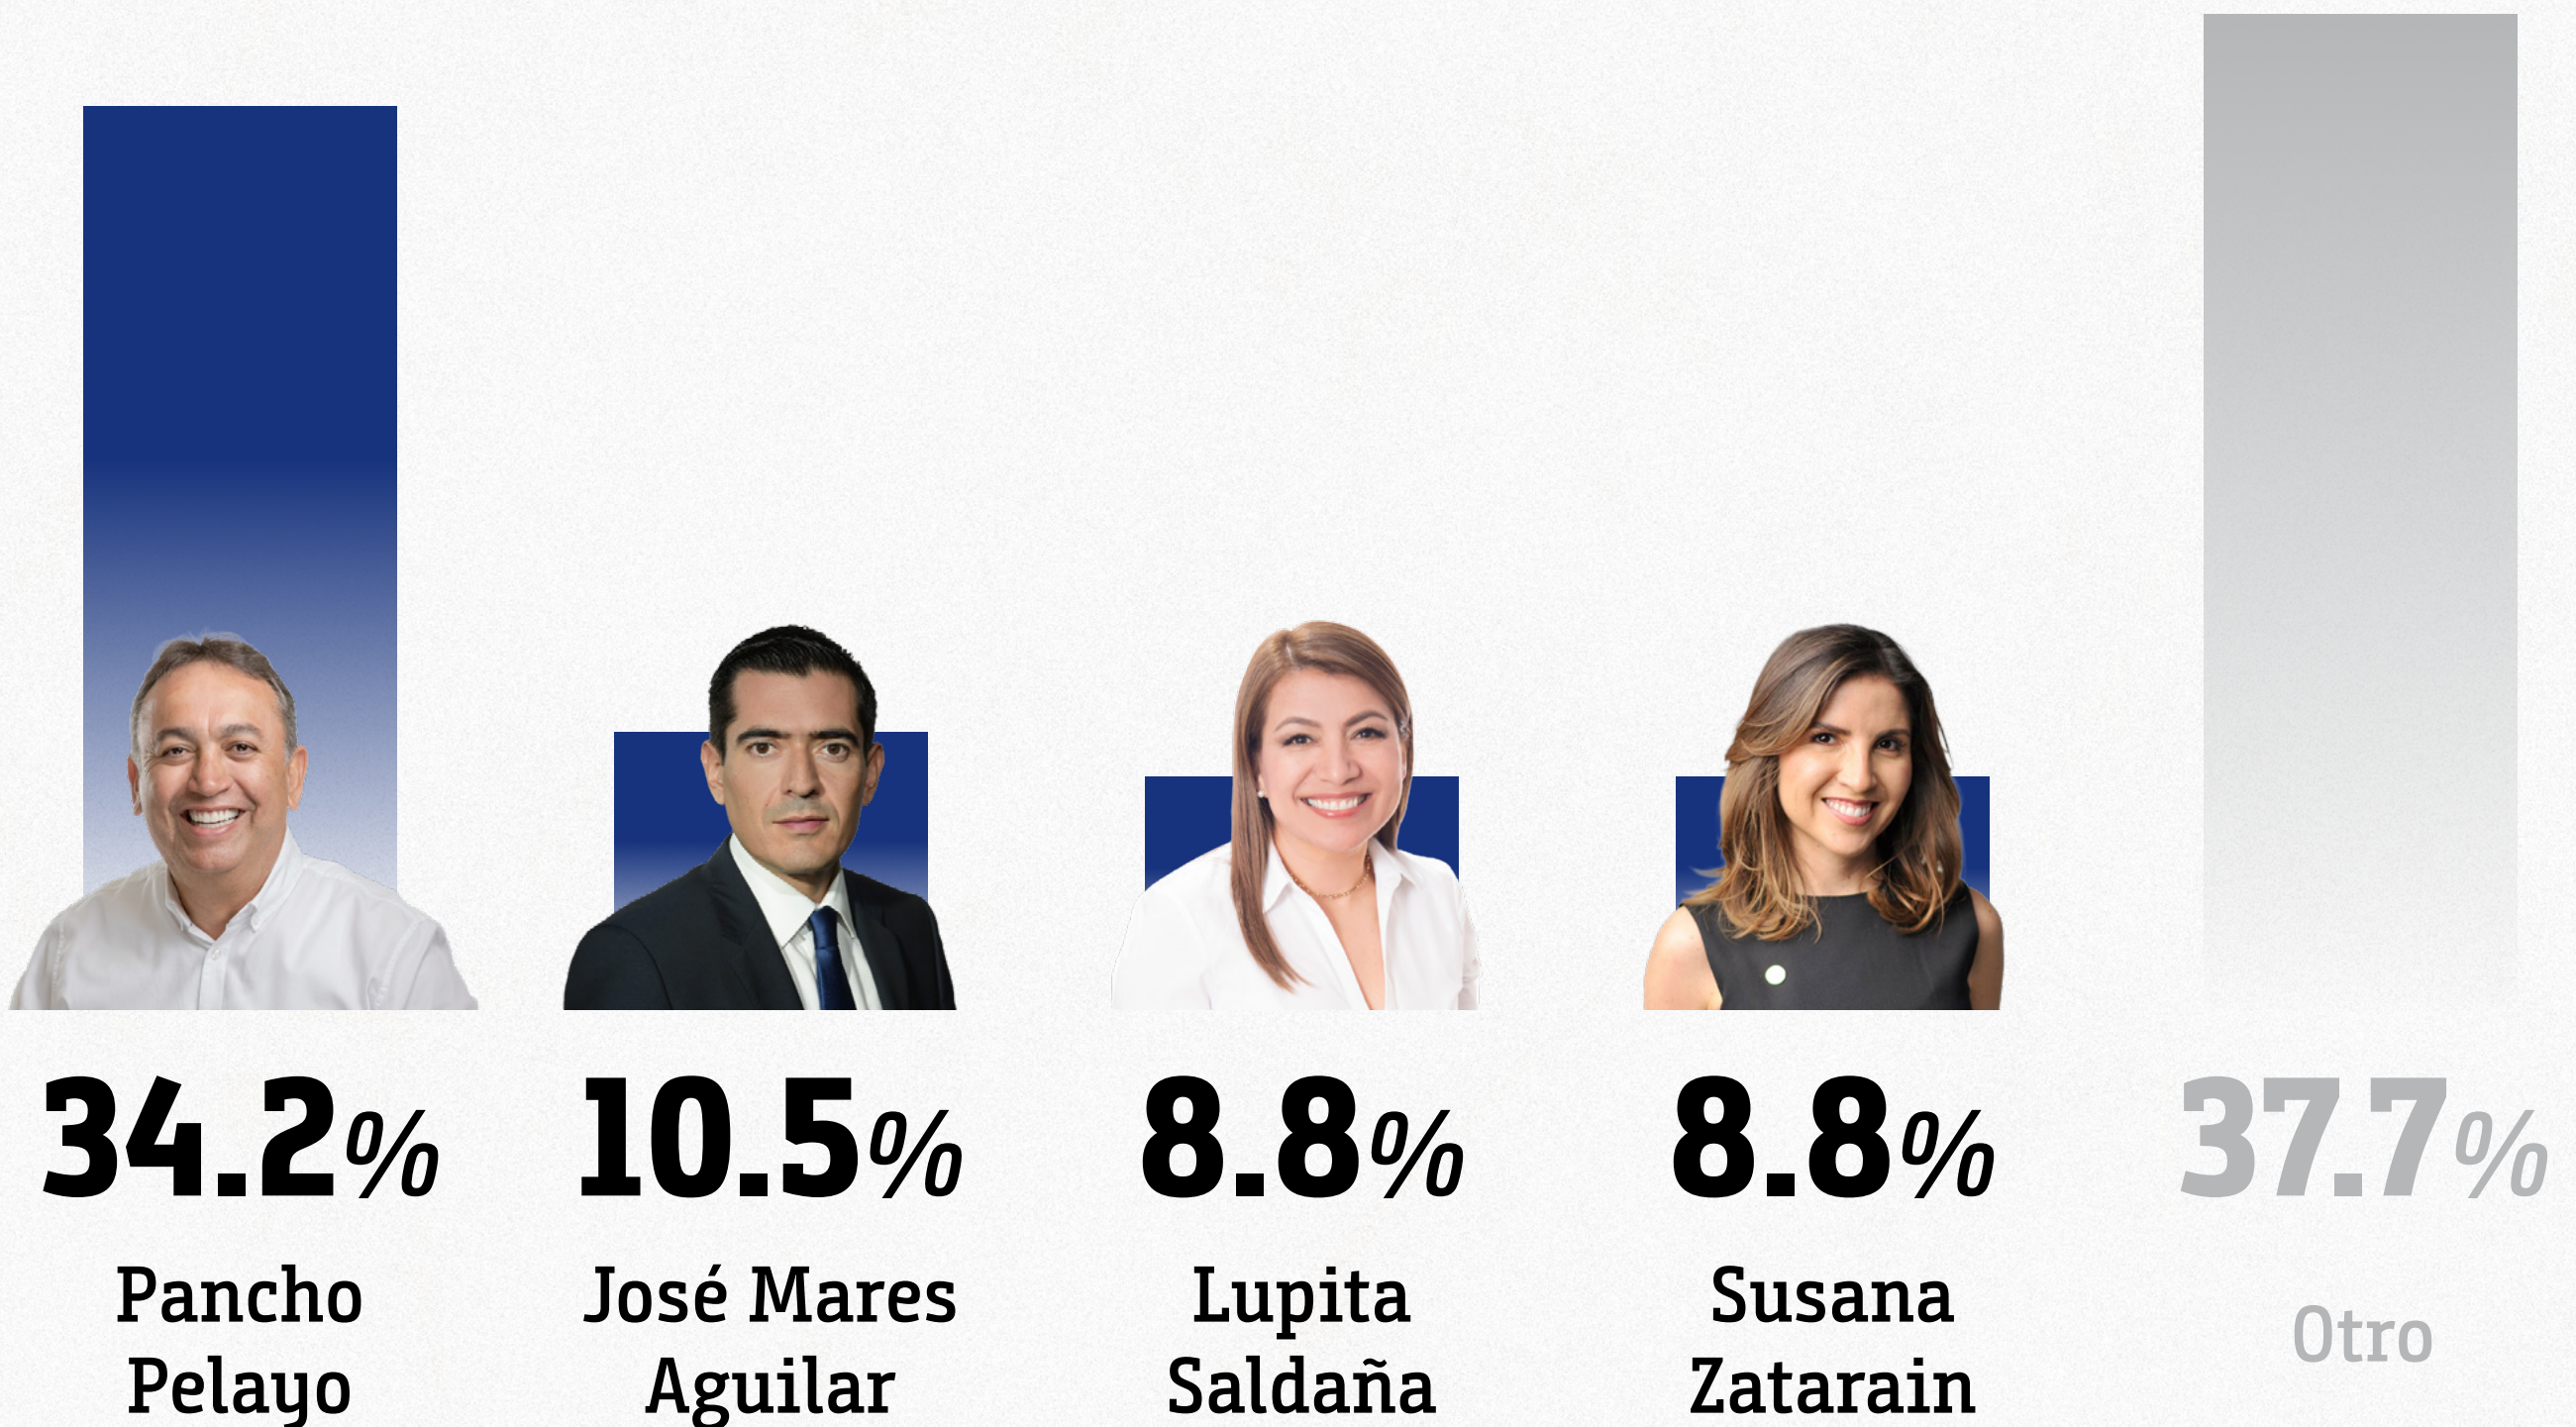 34.2% 10.5% 8.8% 8.8% 37.7%
Pancho José Mares Lupita Susana Otro
Pelayo Aguilar Saldaña Zatarain